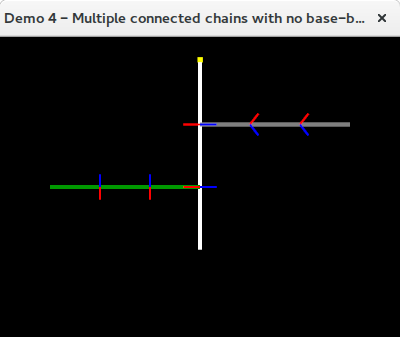 Demo 4 – Multiple connected chains with no base-b...